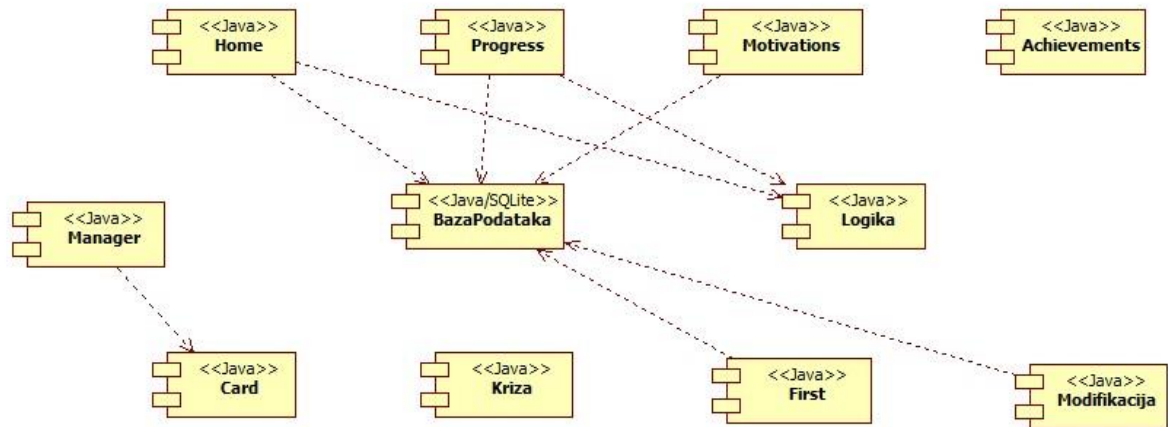 <<Java>>
Home
<<Java>>
Progress
<<Java>>
Motivations
<<Java>>
Achievements
<<Java/SQLite>>
BazaPodataka
<<Java>>
Logika
<<Java>>
Manager
<<Java>>
Card
<<Java>>
Kriza
<<Java>>
First
<<Java>>
Modifikacija